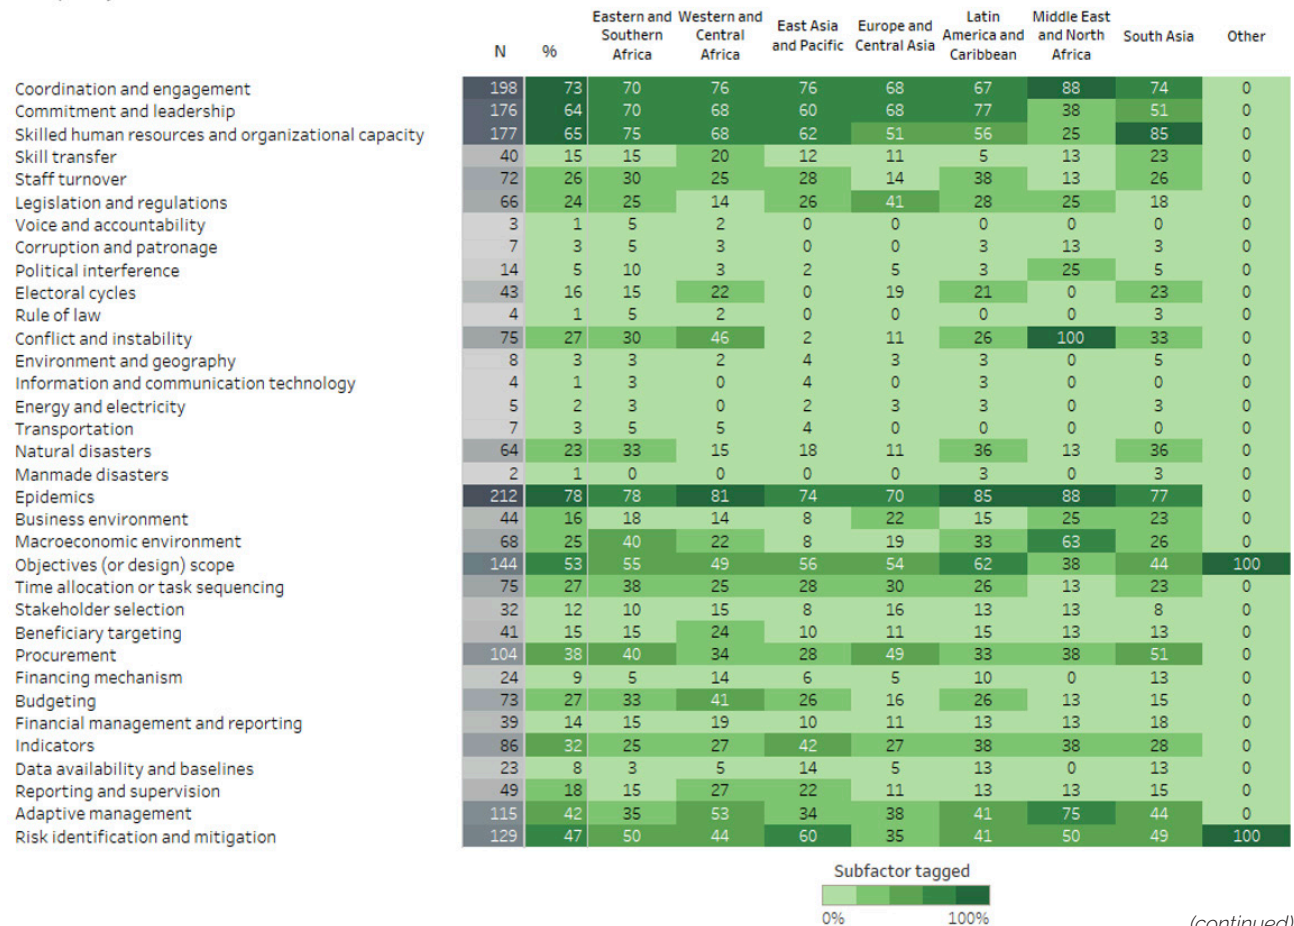 N % Eastern and Southern Africa Western and Central Africa East Asia and Pacific Europe and Central Asia Latin America and Caribbean Middle East and North Africa South Asia Other
Coordination and engagement 198 73 70 76 76 68 67 88 74 0
Commitment and leadership 176 64 70 68 60 68 77 38 51 0
Skilled human resources and organizational capacity 177 65 75 68 62 51 56 25 85 0
Skill transfer 40 15 15 20 12 11 5 13 23 0
Staff turnover 72 26 30 25 28 14 38 13 26 0
Legislation and regulations 66 24 25 14 26 41 28 25 18 0
Voice and accountability 3 1 5 2 0 0 0 0 0 0
Corruption and patronage 7 3 5 3 0 0 3 13 3 0
Political interference 14 5 10 3 2 5 3 25 5 0
Electoral cycles 43 16 15 22 0 19 21 0 23 0
Rule of law 4 1 5 2 0 0 0 0 3 0
Conflict and instability 75 27 30 46 2 11 26 100 33 0
Environment and geography 8 3 3 2 4 3 3 0 5 0
Information and communication technology 4 1 3 0 4 0 3 0 0 0
Energy and electricity 5 2 3 0 2 3 3 0 3 0
Transportation 7 3 5 5 4 0 0 0 0 0
Natural disasters 64 23 33 15 18 11 36 13 36 0
Manmade disasters 2 1 0 0 0 0 3 0 3 0
Epidemics 212 78 78 81 74 70 85 88 77 0
Business environment 44 16 18 14 8 22 15 25 23 0
Macroeconomic environment 68 25 40 22 8 19 33 63 26 0
Objectives (or design) scope 144 53 55 49 56 54 62 38 44 100
Time allocation or task sequencing 75 27 38 25 28 30 26 13 23 0
Stakeholder selection 32 12 10 15 8 16 13 13 8 0
Beneficiary targeting 41 15 15 24 10 11 15 13 13 0
Procurement 104 38 40 34 28 49 33 38 51 0
Financing mechanism 24 9 5 14 6 5 10 0 13 0
Budgeting 73 27 33 41 26 16 26 13 15 0
Financial management and reporting 39 14 15 19 10 11 13 13 18 0
Indicators 86 32 25 27 42 27 38 38 28 0
Data availability and baselines 23 8 3 5 14 5 13 0 13 0
Reporting and supervision 49 18 15 27 22 11 13 13 15 0
Adaptive management 115 42 35 53 34 38 41 75 44 0
Risk identification and mitigation 129 47 50 44 60 35 41 50 49 100
Subfactor tagged
0% 100%
(continued)